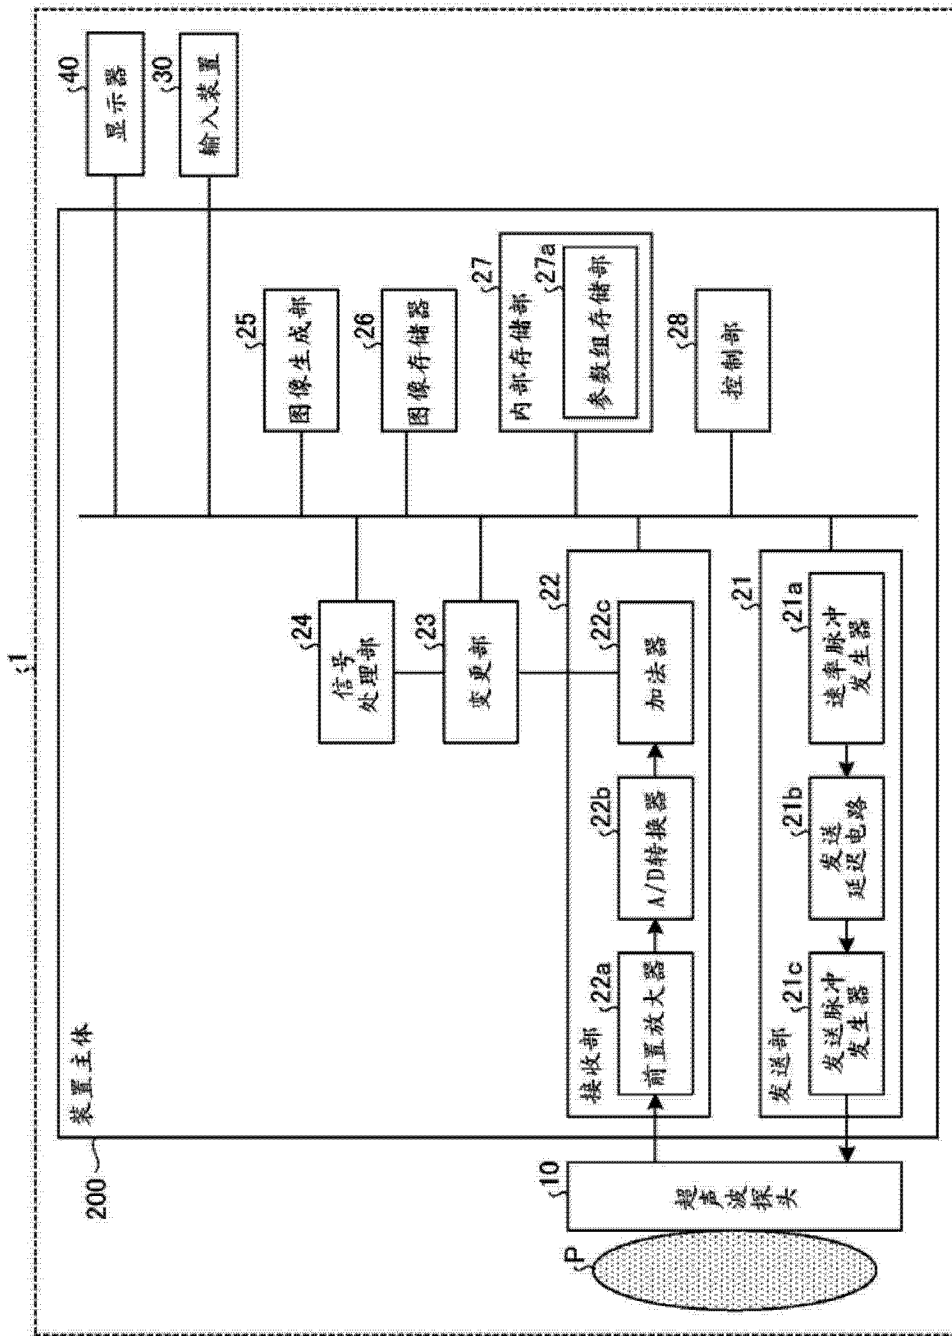 1
200
装置主体
40
显示器
30
输入装置
25
图像生成部
26
图像存储器
27
内部存储部
27a
参数组存储部
28
控制部
24
信号
处理部
23
变更部
22
接收部
22a
前置放大器
22b
A/D转换器
22c
加法器
21
发送部
21c
发送脉冲
发生器
21b
发送
延迟电路
21a
速率脉冲
发生器
10
超声波
探头
P